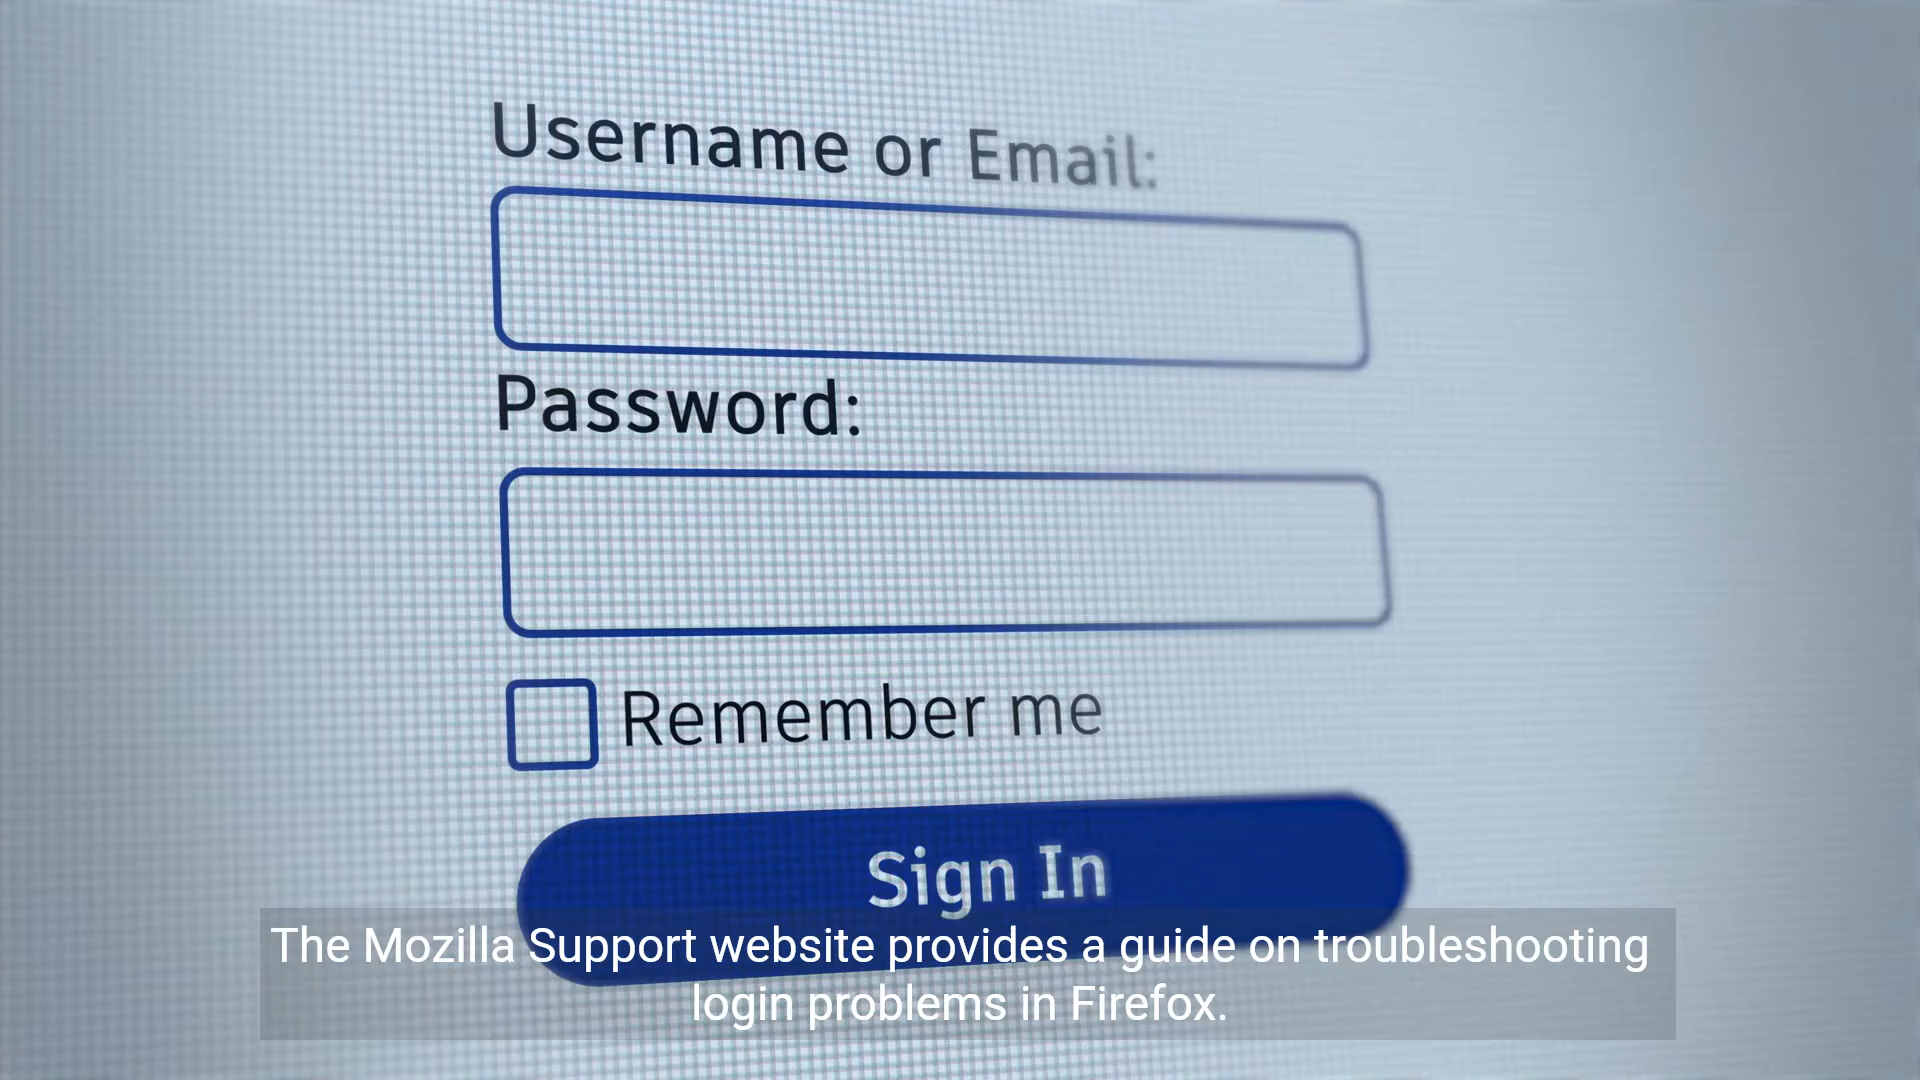 Username or Email:
Password:
Remember me
Sign In
The Mozilla Support website provides a guide on troubleshooting
login problems in Firefox.